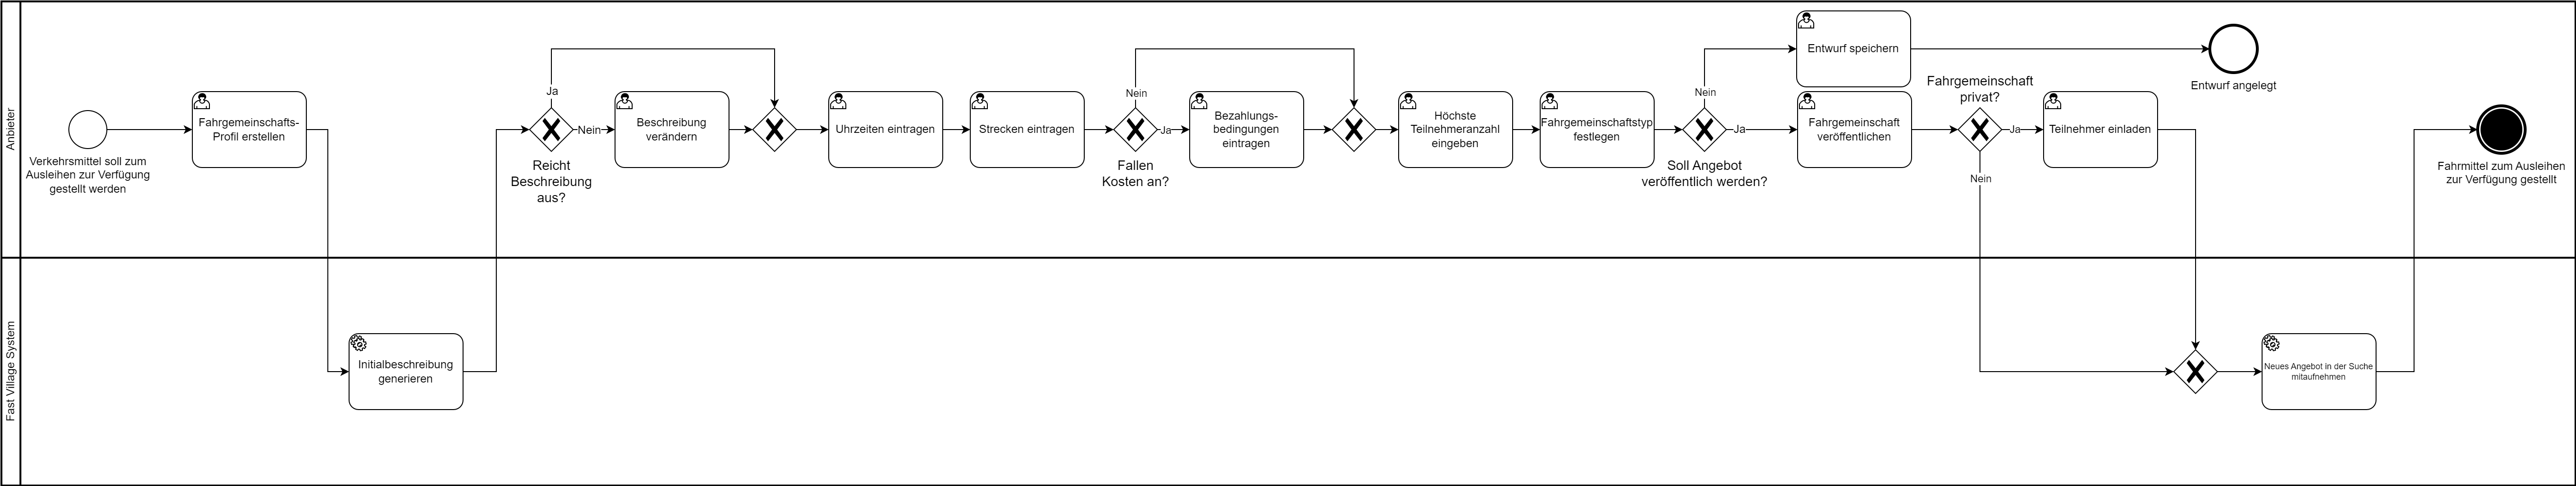 Anbieter
Verkehrsmittel soll zum
Ausleihen zur Verfügung
gestellt werden
Fahrgemeinschafts-
Profil erstellen
Ja
Nein
Reicht
Beschreibung
aus?
Beschreibung
verändern
Uhrzeiten eintragen
Strecken eintragen
Nein
Ja
Fallen
Kosten an?
Bezahlungs-
bedingungen
eintragen
Höchste
Teilnehmeranzahl
eingeben
Fahrgemeinschaftstyp
festlegen
Nein
Ja
Soll Angebot
veröffentlich werden?
Entwurf speichern
Entwurf angelegt
Fahrgemeinschaft
veröffentlichen
Fahrgemeinschaft
privat?
Ja
Nein
Teilnehmer einladen
Fahrmittel zum Ausleihen
zur Verfügung gestellt
Fast Village System
Initialbeschreibung
generieren
Neues Angebot in der Suche
mitaufnehmen